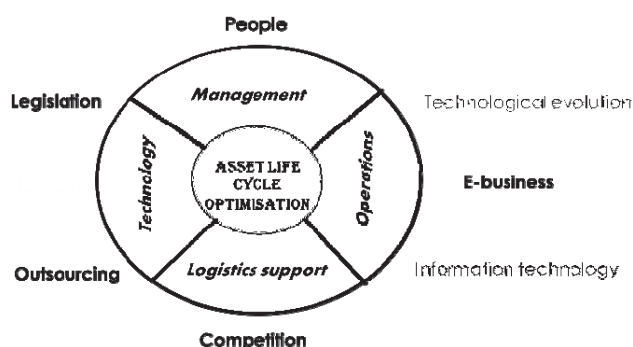 People
Legislation
Management
Technological evolution
Technology
ASSET LIFE
CYCLE
OPTIMISATION
Operations
E-business
Outsourcing
Logistics support
Information technology
Competition